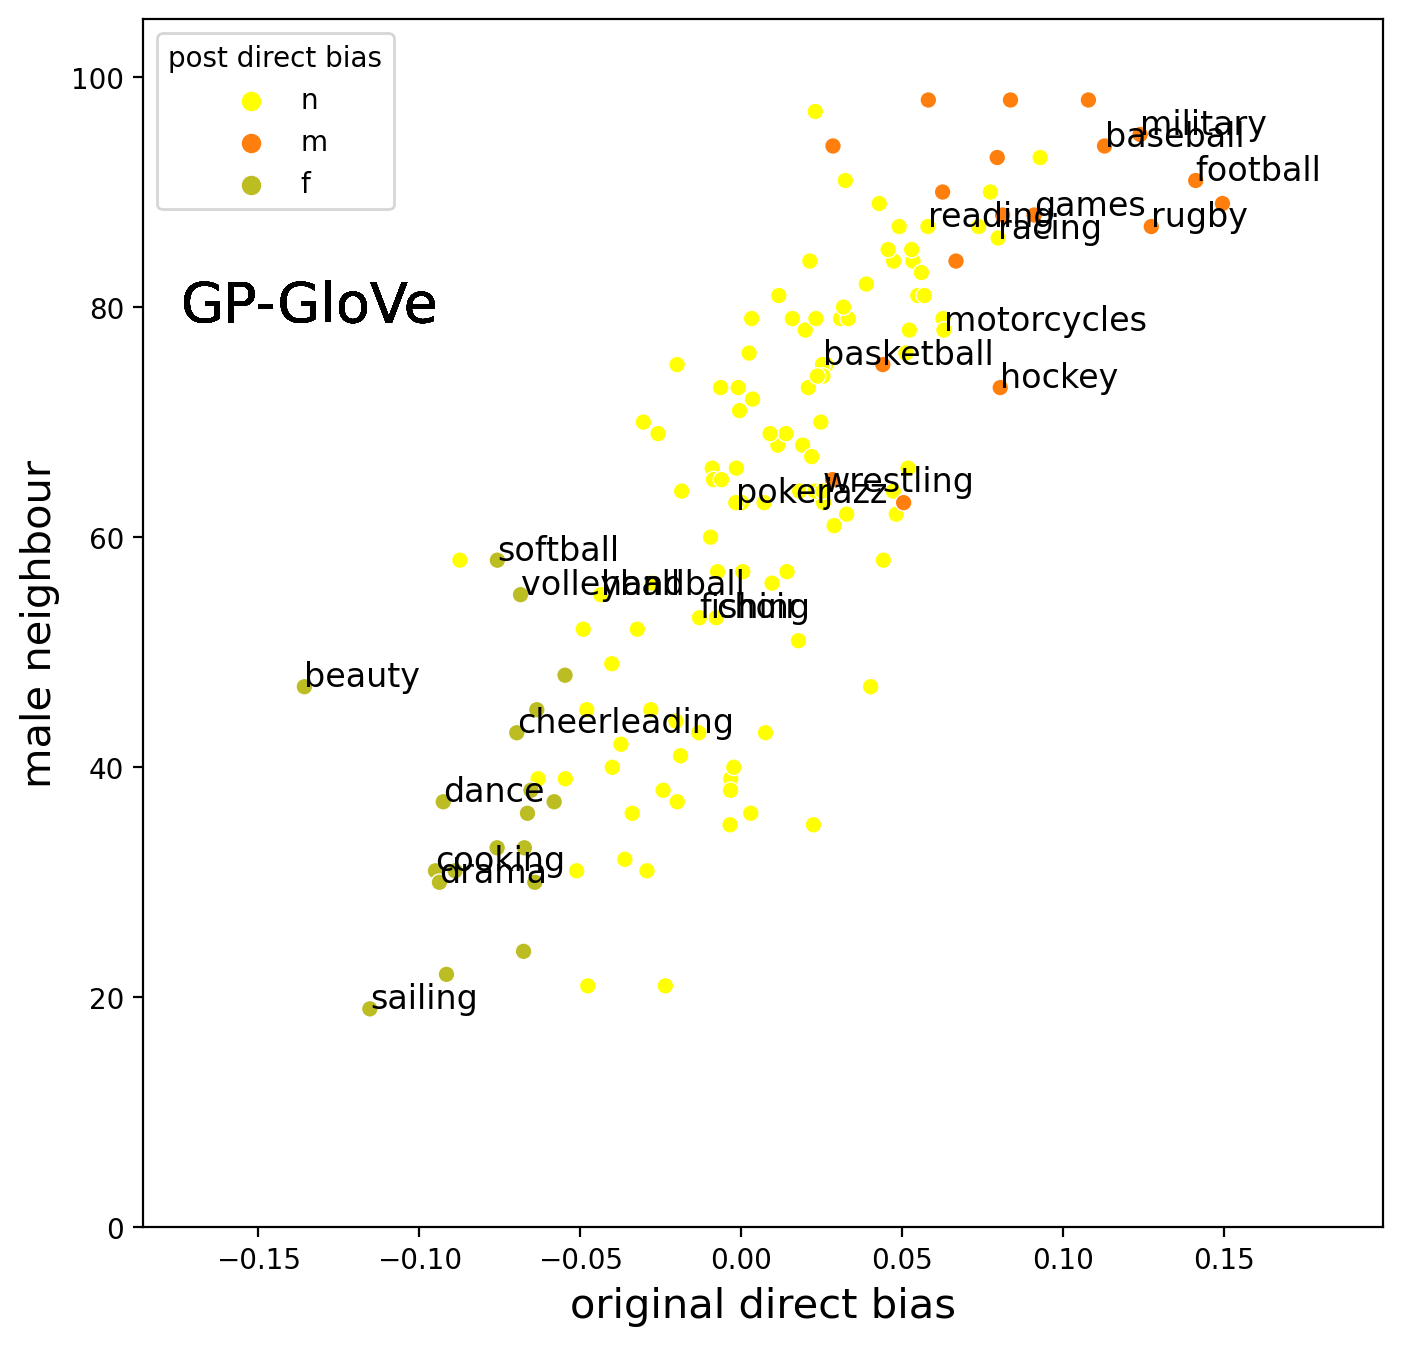 post direct bias
n
m
f
GP-GloVe
military
baseball
football
games
reading
rugby
racing
motorcycles
basketball
hockey
wrestling
poker
jazz
softball
volleyball
handball
fishing
choir
beauty
cheerleading
dance
cooking
drama
sailing
male neighbour
100
80
60
40
20
0
−0.15
−0.10
−0.05
0.00
0.05
0.10
0.15
original direct bias